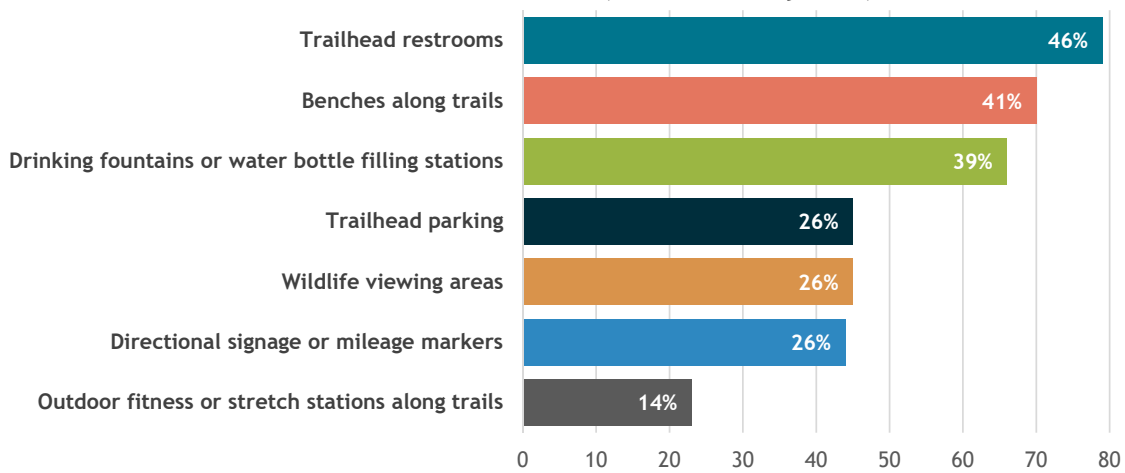 Trailhead restrooms 46%
Benches along trails 41%
Drinking fountains or water bottle filling stations 39%
Trailhead parking 26%
Wildlife viewing areas 26%
Directional signage or mileage markers 26%
Outdoor fitness or stretch stations along trails 14%
0 10 20 30 40 50 60 70 80